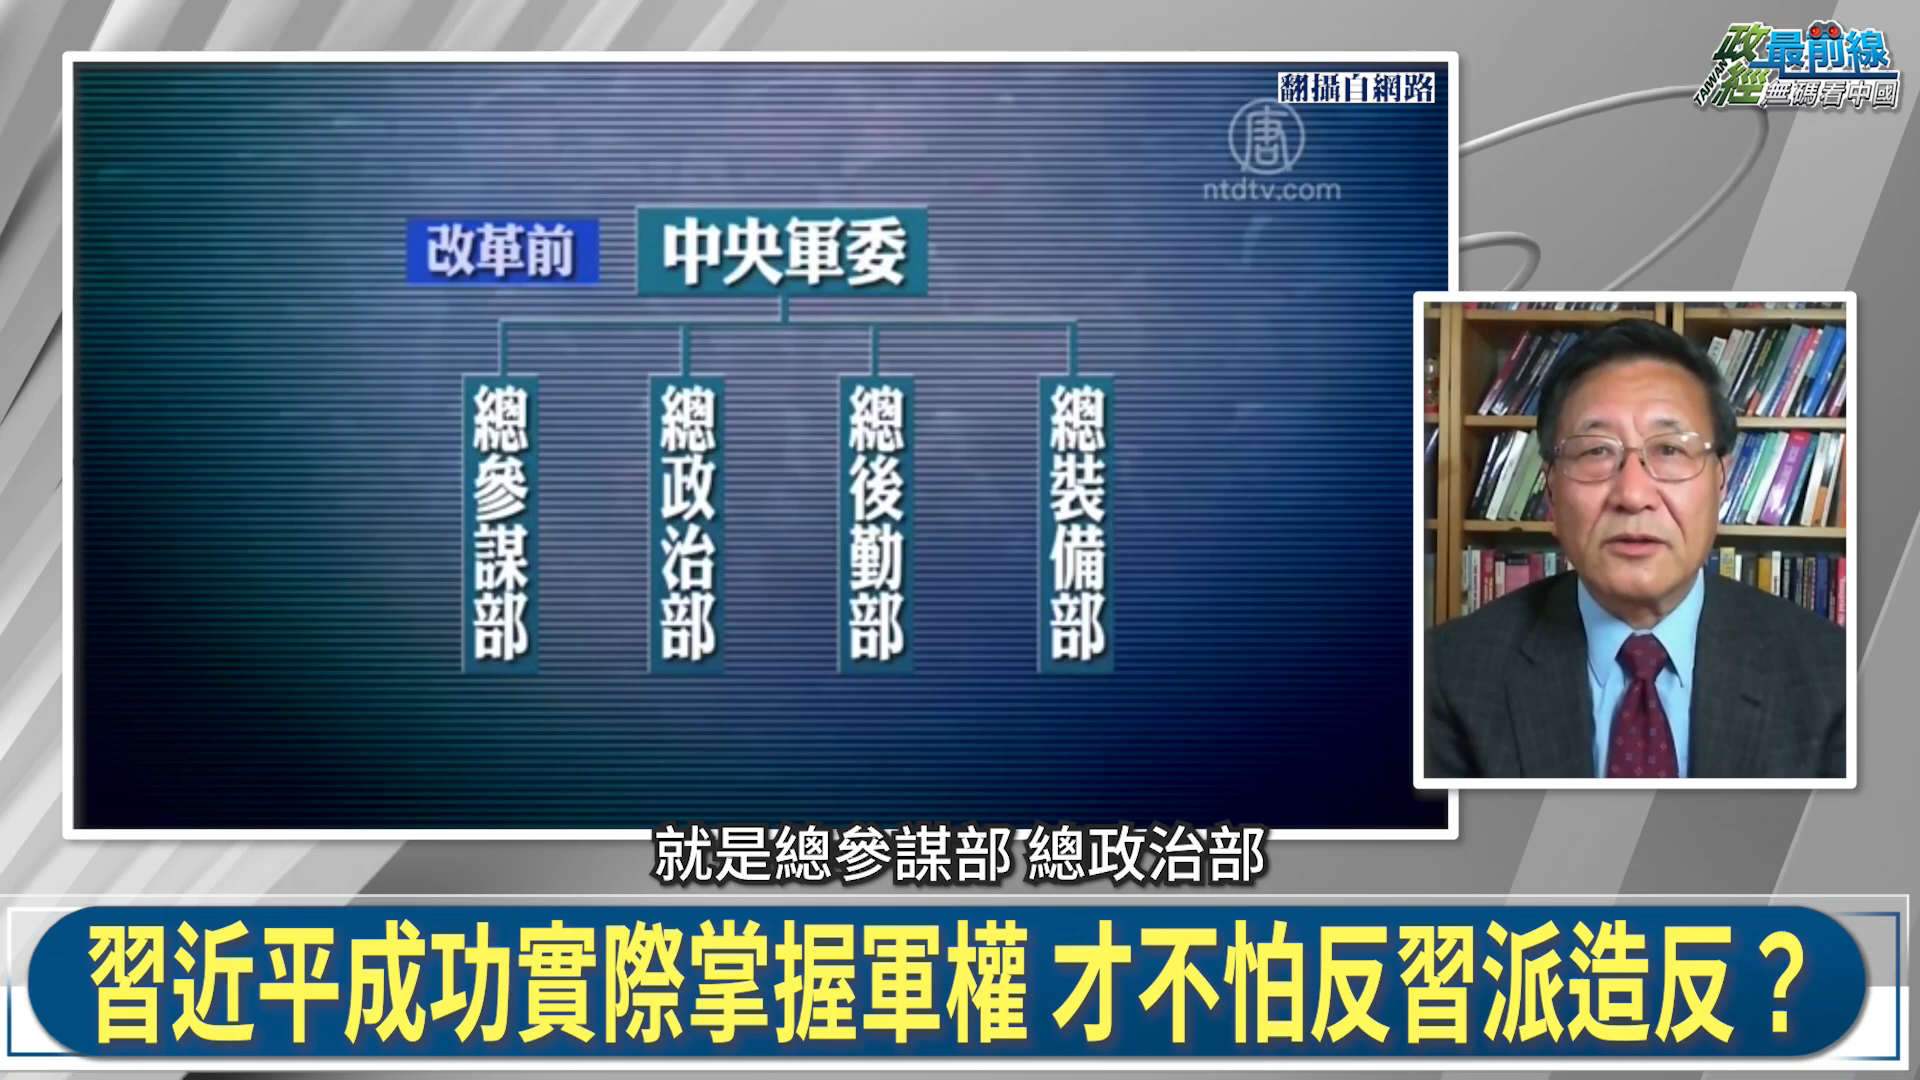 政經最前線
TAIWAN
無碼看中國
翻攝自網路
唐
ntdtv.com
改革前
中央軍委
總參謀部
總政治部
總後勤部
總裝備部
就是總參謀部 總政治部
習近平成功實際掌握軍權 才不怕反習派造反？